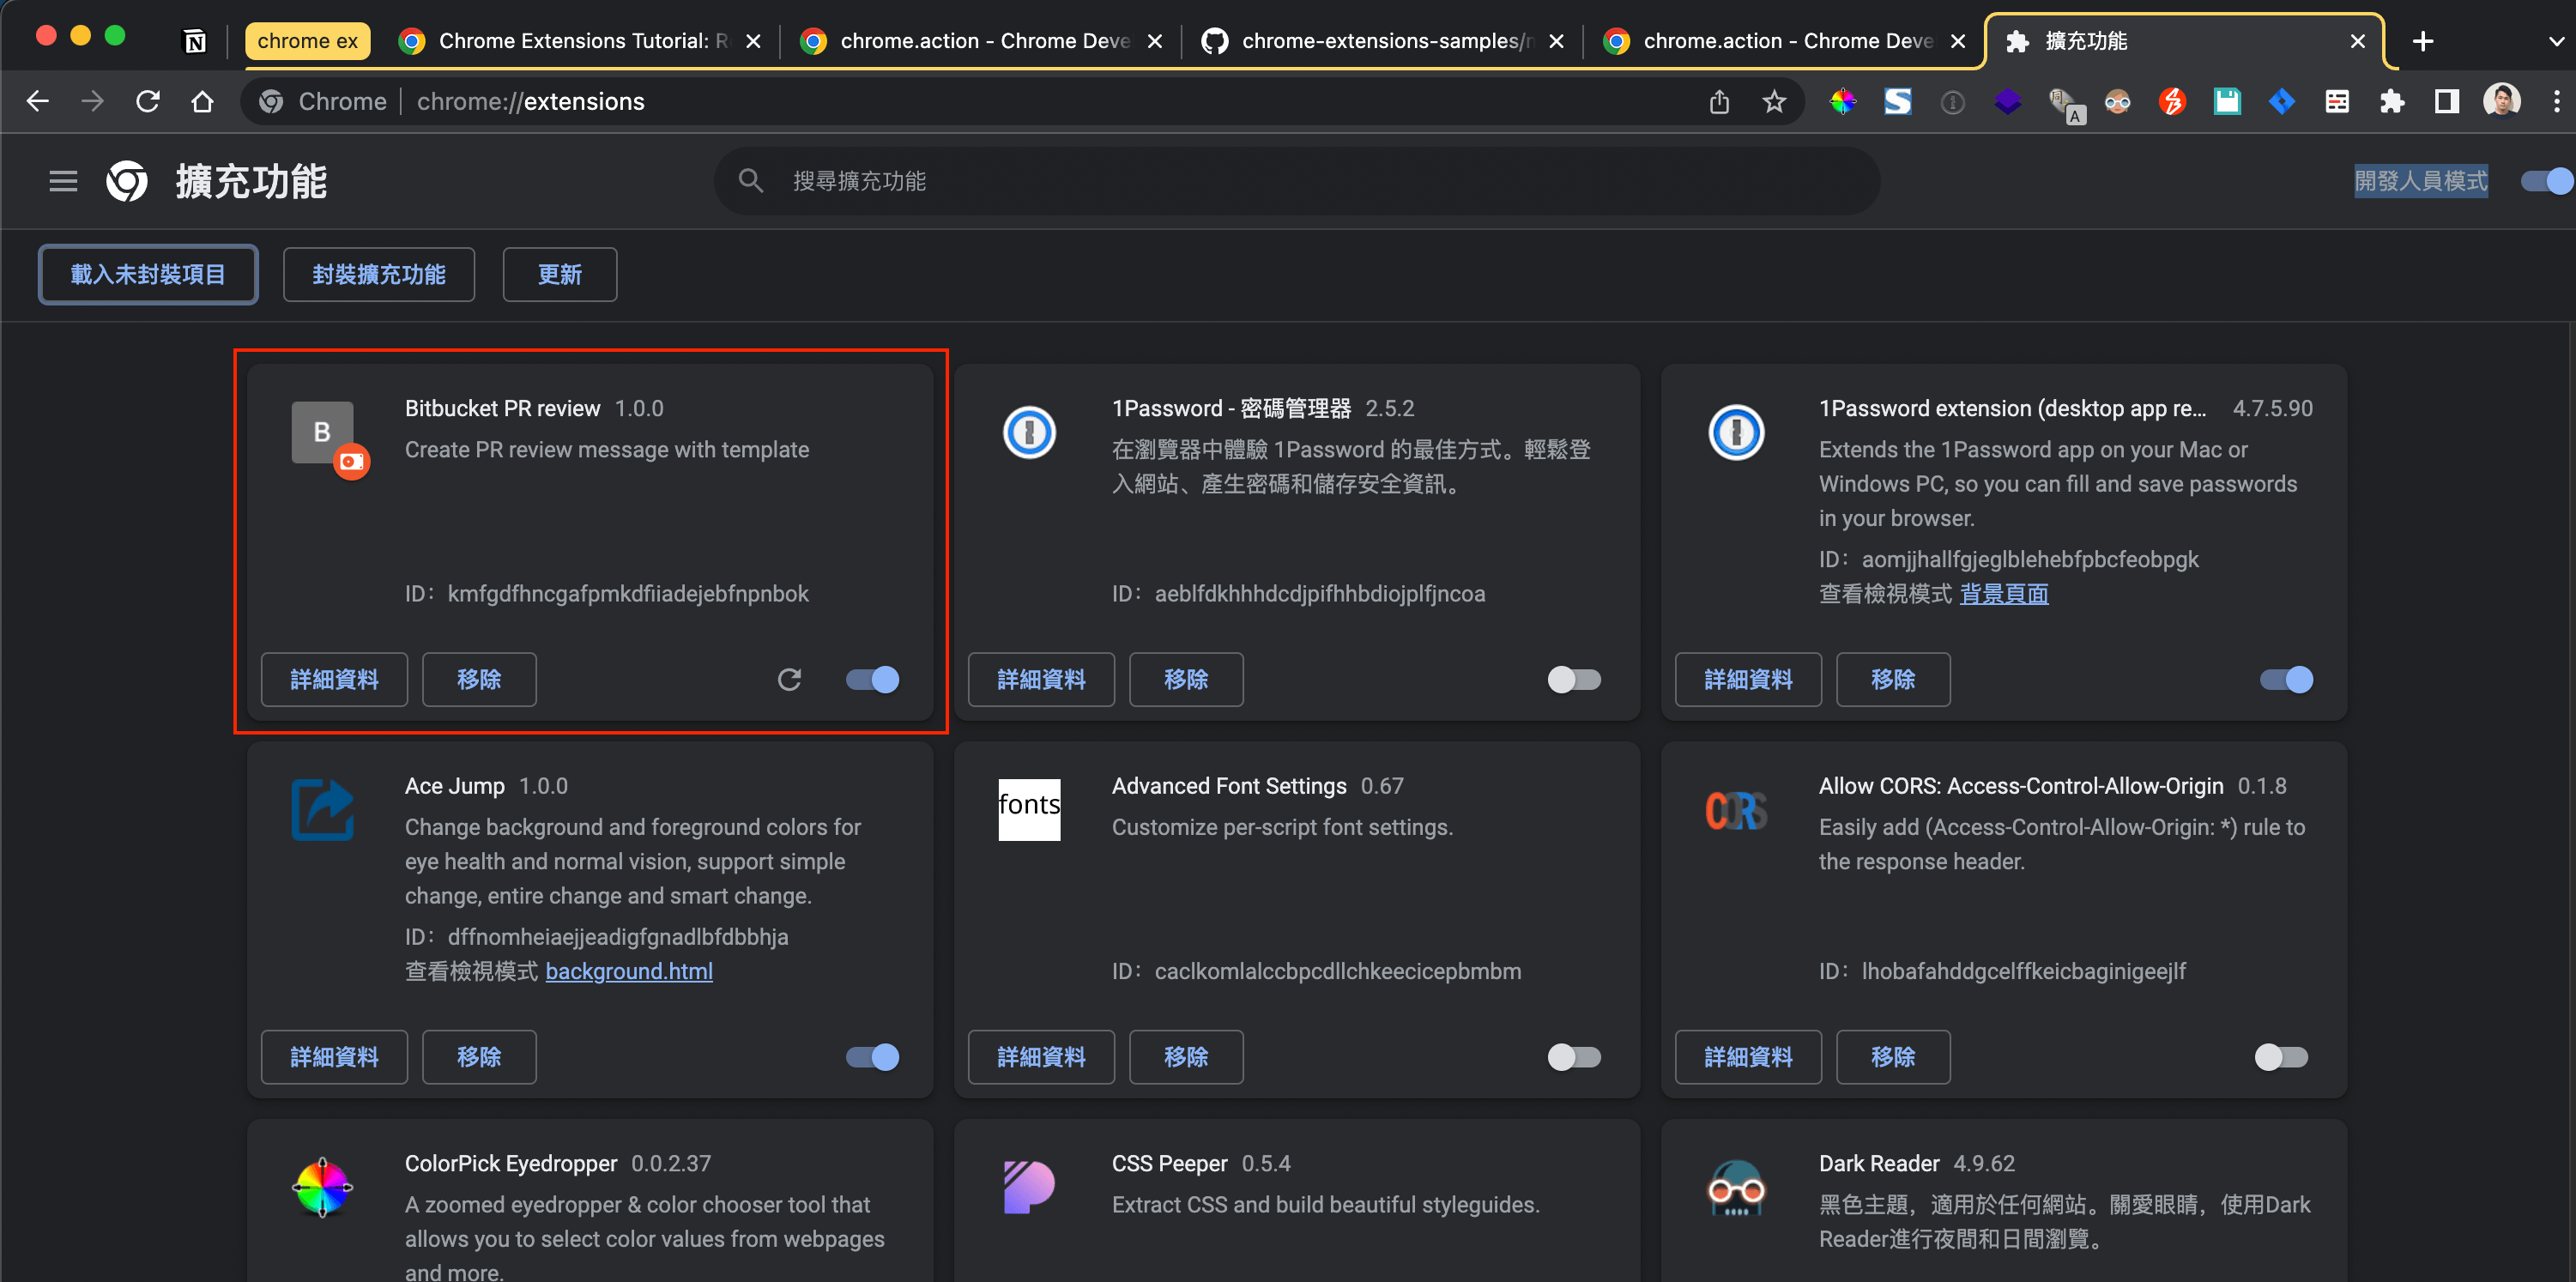 chrome ex
Chrome Extensions Tutorial: R
chrome.action - Chrome Deve
chrome-extensions-samples/
chrome.action - Chrome Deve
擴充功能
Chrome
chrome://extensions
A
擴充功能
搜尋擴充功能
開發人員模式
載入未封裝項目
封裝擴充功能
更新
B
Bitbucket PR review 1.0.0
Create PR review message with template
ID： kmfgdfhncgafpmkdfiiadejebfnpnbok
詳細資料
移除
1Password - 密碼管理器 2.5.2
在瀏覽器中體驗 1Password 的最佳方式。輕鬆登
入網站、產生密碼和儲存安全資訊。
ID： aeblfdkhhhdcdjpifhhbdiojplfjncoa
詳細資料
移除
1Password extension (desktop app re... 4.7.5.90
Extends the 1Password app on your Mac or
Windows PC, so you can fill and save passwords
in your browser.
ID： aomjjhallfgjeglblehebfpbcfeobpgk
查看檢視模式 背景頁面
詳細資料
移除
Ace Jump 1.0.0
Change background and foreground colors for
eye health and normal vision, support simple
change, entire change and smart change.
ID： dffnomheiaejjeadigfgnadlbfdbbhja
查看檢視模式 background.html
詳細資料
移除
fonts
Advanced Font Settings 0.67
Customize per-script font settings.
ID： caclkomlalccbpcdllchkeecicepbmbm
詳細資料
移除
CORS
Allow CORS: Access-Control-Allow-Origin 0.1.8
Easily add (Access-Control-Allow-Origin: *) rule to
the response header.
ID： lhobafahddgcelffkeicbaginigeejlf
詳細資料
移除
ColorPick Eyedropper 0.0.2.37
A zoomed eyedropper & color chooser tool that
allows you to select color values from webpages
and more.
CSS Peeper 0.5.4
Extract CSS and build beautiful styleguides.
Dark Reader 4.9.62
黑色主題，適用於任何網站。關愛眼睛，使用Dark
Reader進行夜間和日間瀏覽。